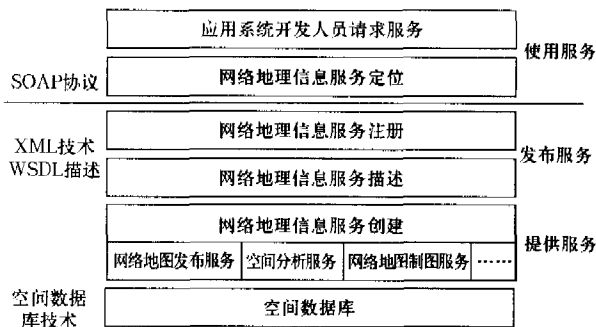 应用系统开发人员请求服务
使用服务
SOAP协议
网络地理信息服务定位
网络地理信息服务注册
XML技术
WSDL描述
发布服务
网络地理信息服务描述
网络地理信息服务创建
提供服务
网络地图发布服务 空间分析服务 网络地图制图服务 ……
空间数据
库技术
空间数据库